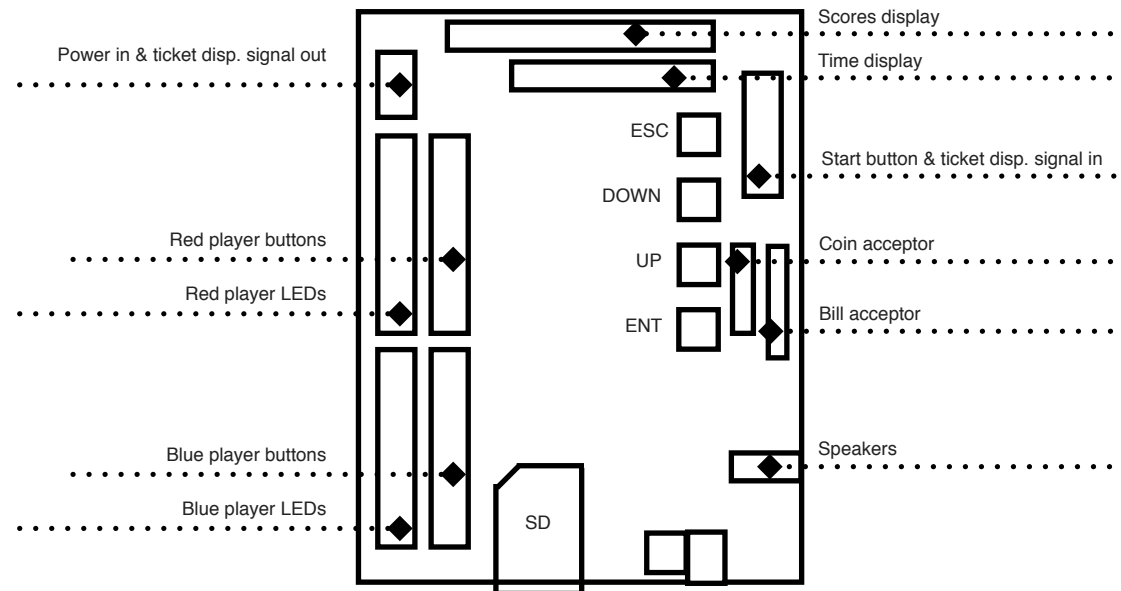 Scores display
Power in & ticket disp. signal out
Time display
ESC
Start button & ticket disp. signal in
DOWN
Red player buttons
Coin acceptor
UP
Red player LEDs
Bill acceptor
ENT
Blue player buttons
Speakers
Blue player LEDs
SD